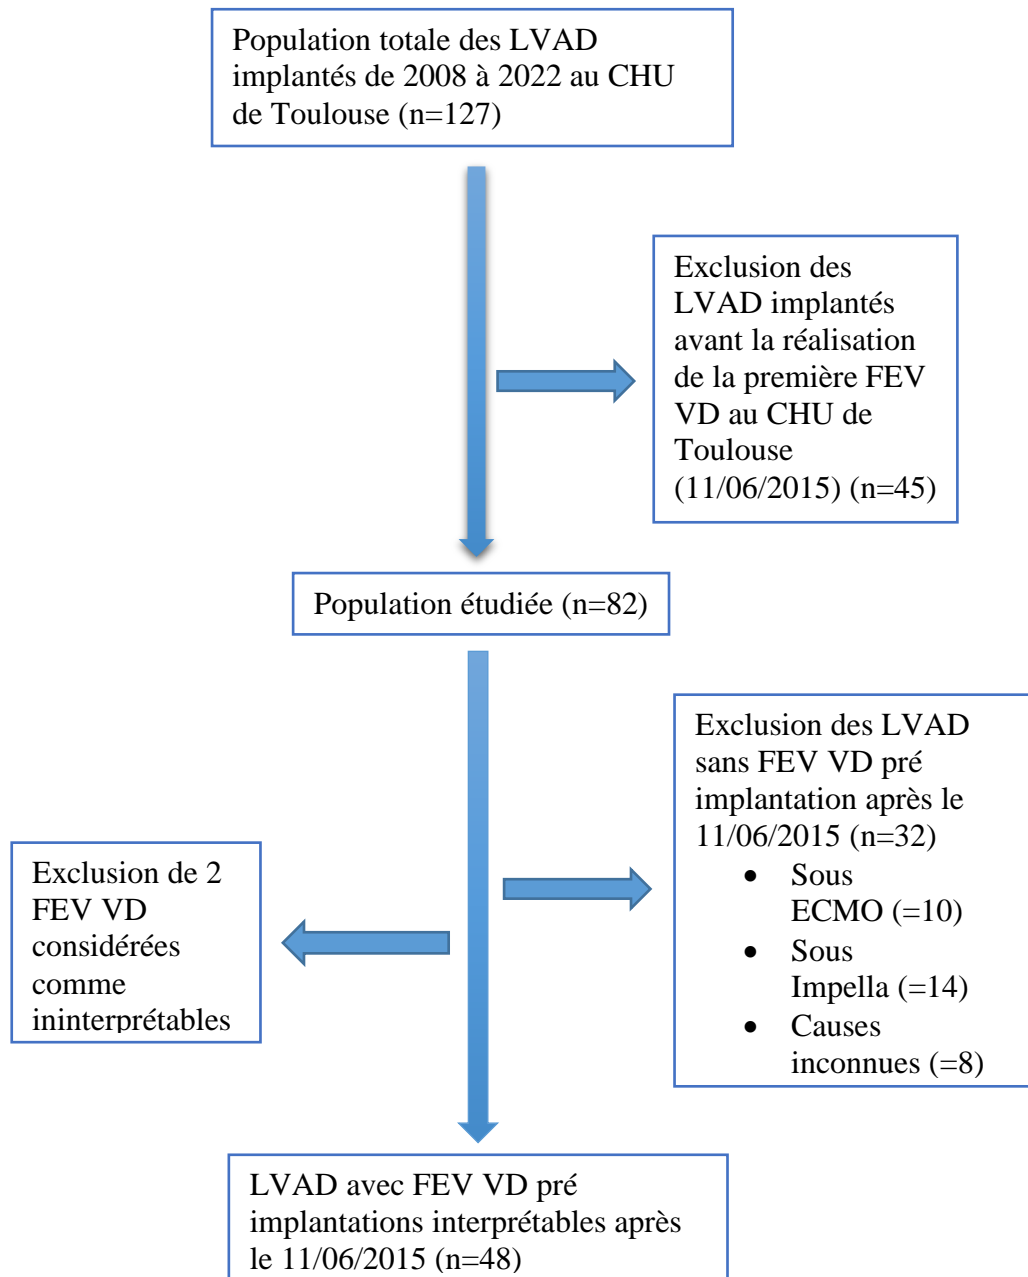 Population totale des LVAD
implantés de 2008 à 2022 au CHU
de Toulouse (n=127)
Exclusion des
LVAD implantés
avant la réalisation
de la première FEV
VD au CHU de
Toulouse
(11/06/2015) (n=45)
Population étudiée (n=82)
Exclusion des LVAD
sans FEV VD pré
implantation après le
11/06/2015 (n=32)
• Sous
ECMO (=10)
• Sous
Impella (=14)
• Causes
inconnues (=8)
Exclusion de 2
FEV VD
considérées
comme
ininterprétables
LVAD avec FEV VD pré
implantations interprétables après
le 11/06/2015 (n=48)